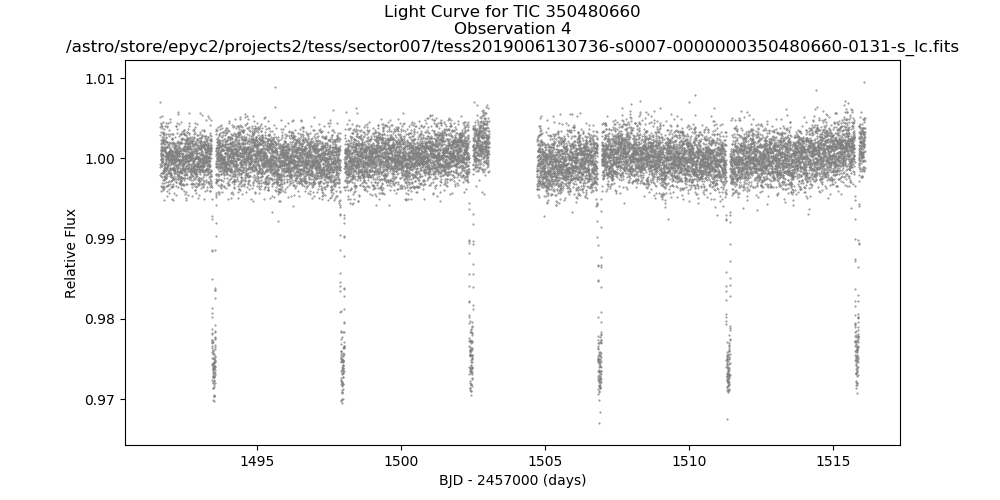 Light Curve for TIC 350480660
Observation 4
/astro/store/epyc2/projects2/tess/sector007/tess2019006130736-s0007-0000000350480660-0131-s_lc.fits
1.01
1.00
0.99
0.98
0.97
Relative Flux
1495
1500
1505
1510
1515
BJD - 2457000 (days)